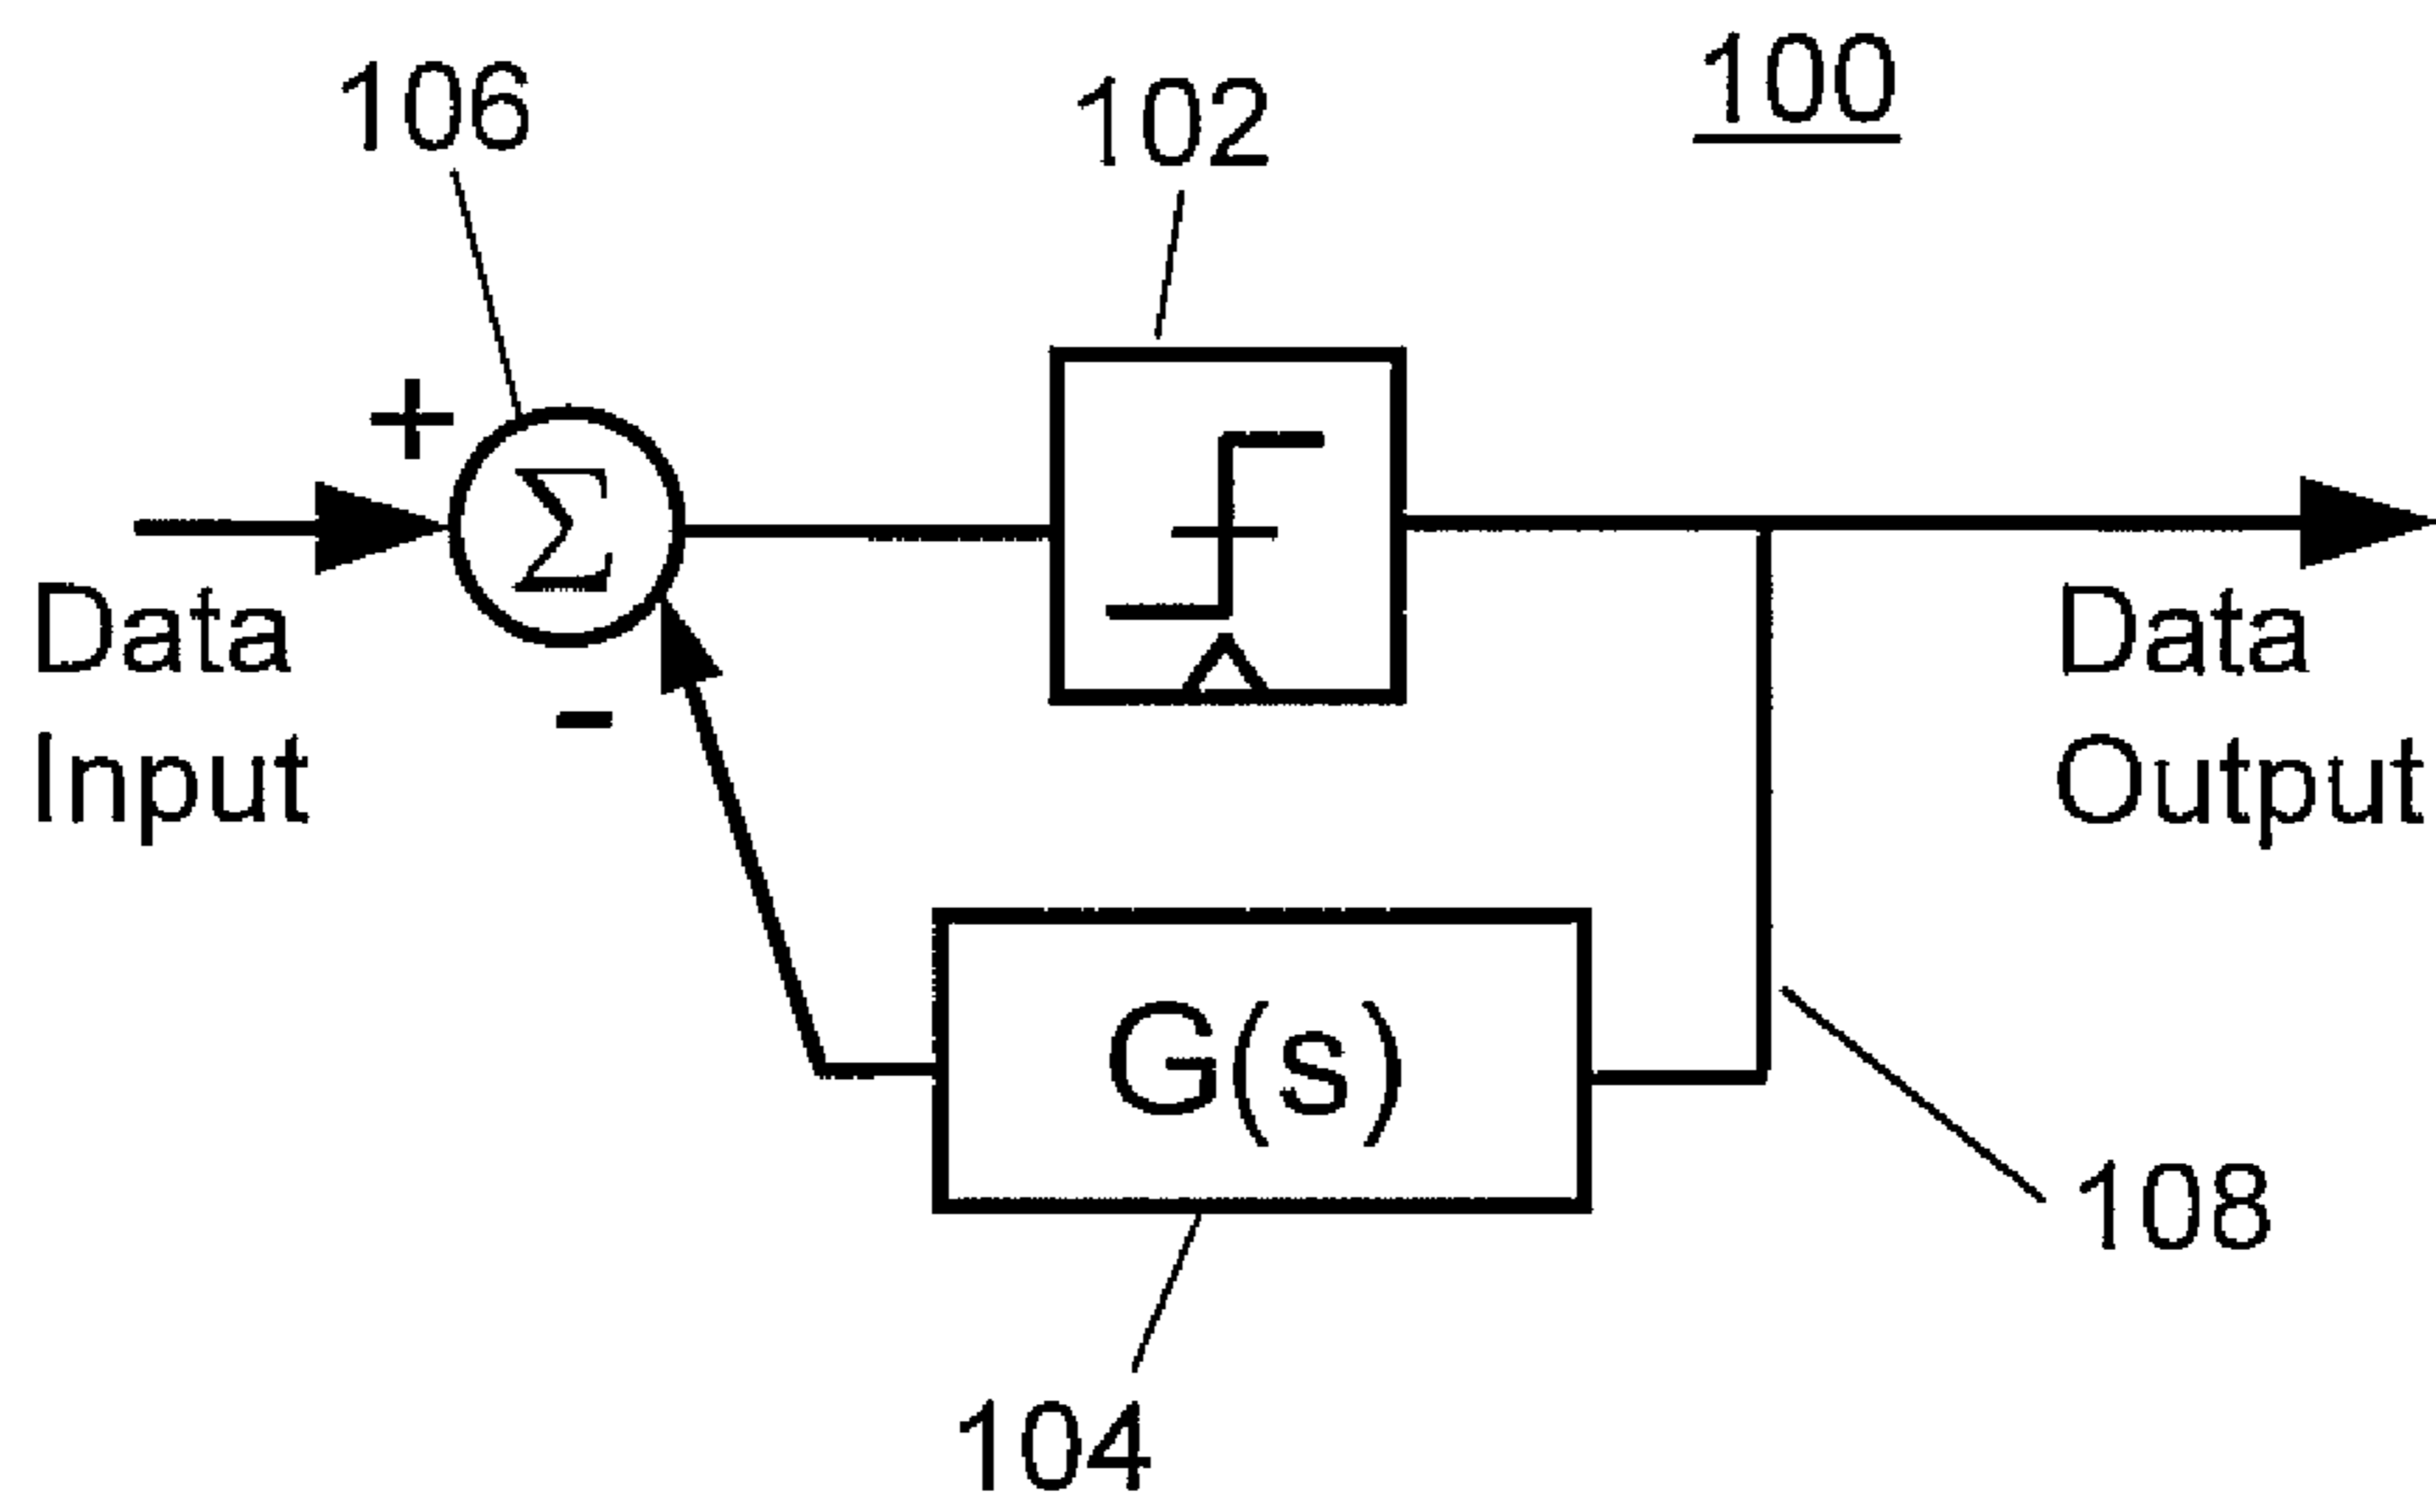 106
102
100
+
Σ
Data
Input
-
Data
Output
G(s)
108
104